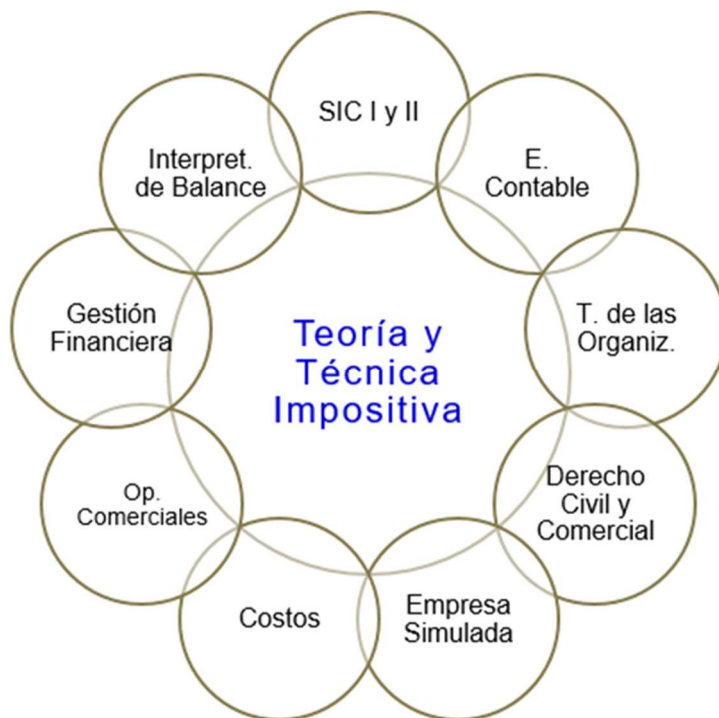 SIC I y II
E.
Contable
T. de las
Organiz.
Derecho
Civil y
Comercial
Empresa
Simulada
Costos
Op.
Comerciales
Gestión
Financiera
Interpret.
de Balance
Teoría y
Técnica
Impositiva